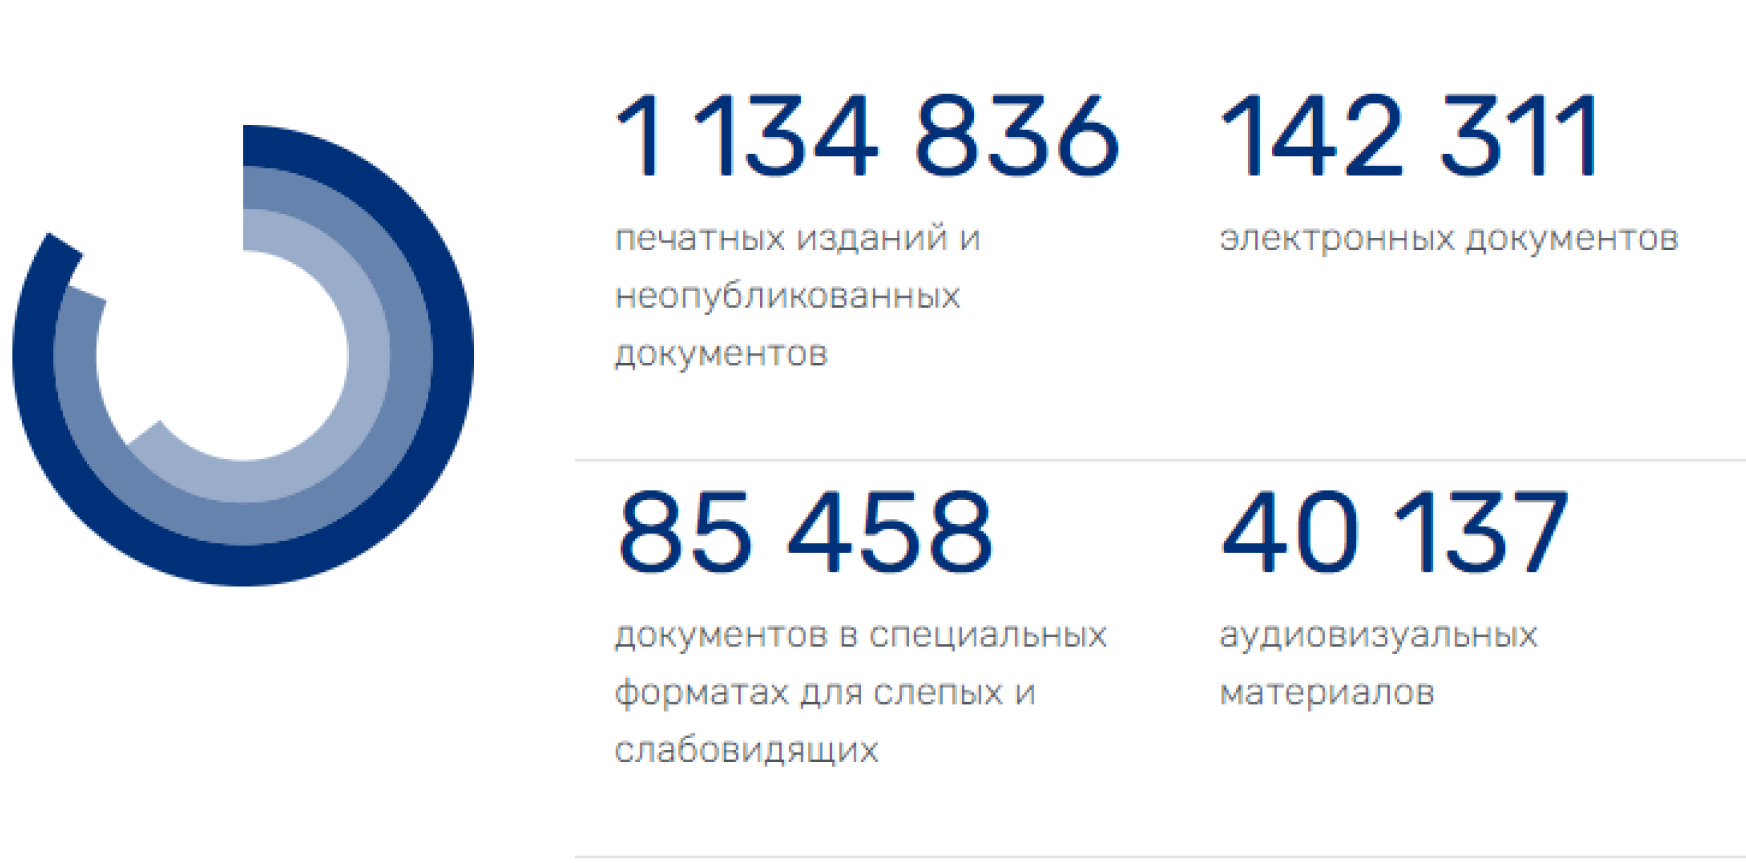 1 134 836
печатных изданий и
неопубликованных
документов
142 311
электронных документов
85 458
документов в специальных
форматах для слепых и
слабовидящих
40 137
аудиовизуальных
материалов